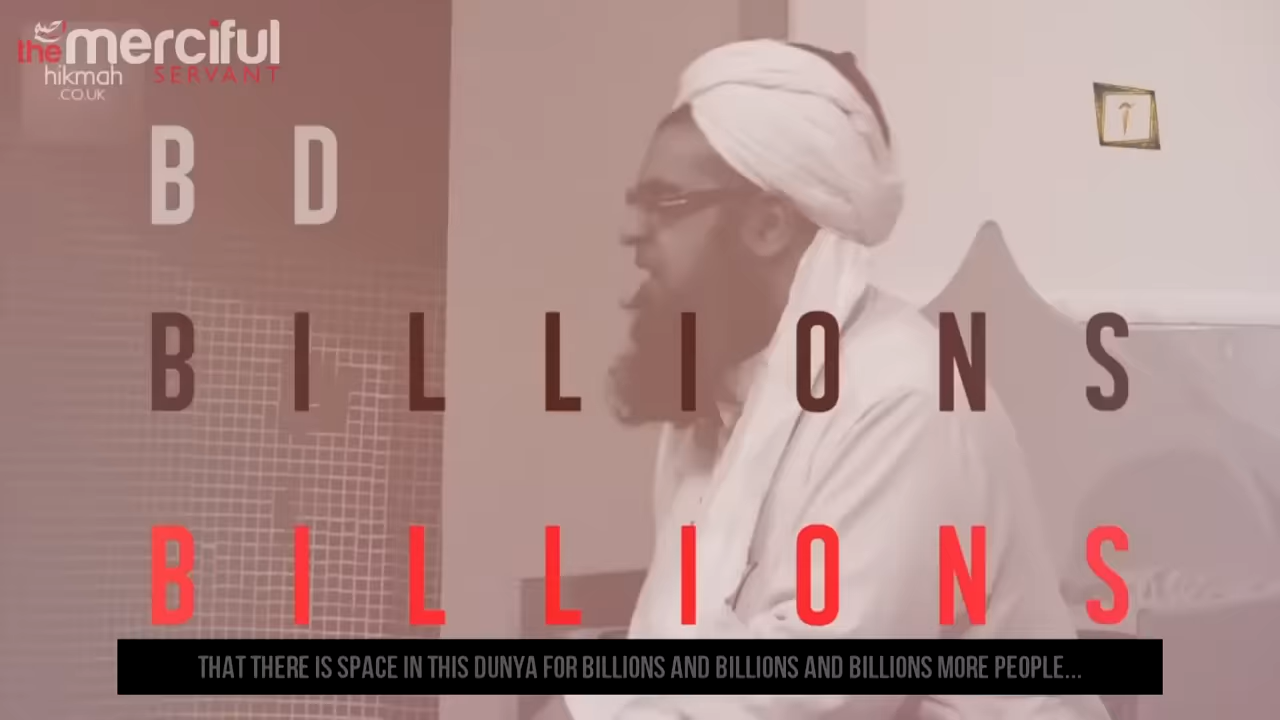 the merciful
SERVANT
hikmah
.CO.UK
B D
BILLIONS
BILLIONS
THAT THERE IS SPACE IN THIS DUNYA FOR BILLIONS AND BILLIONS AND BILLIONS MORE PEOPLE...